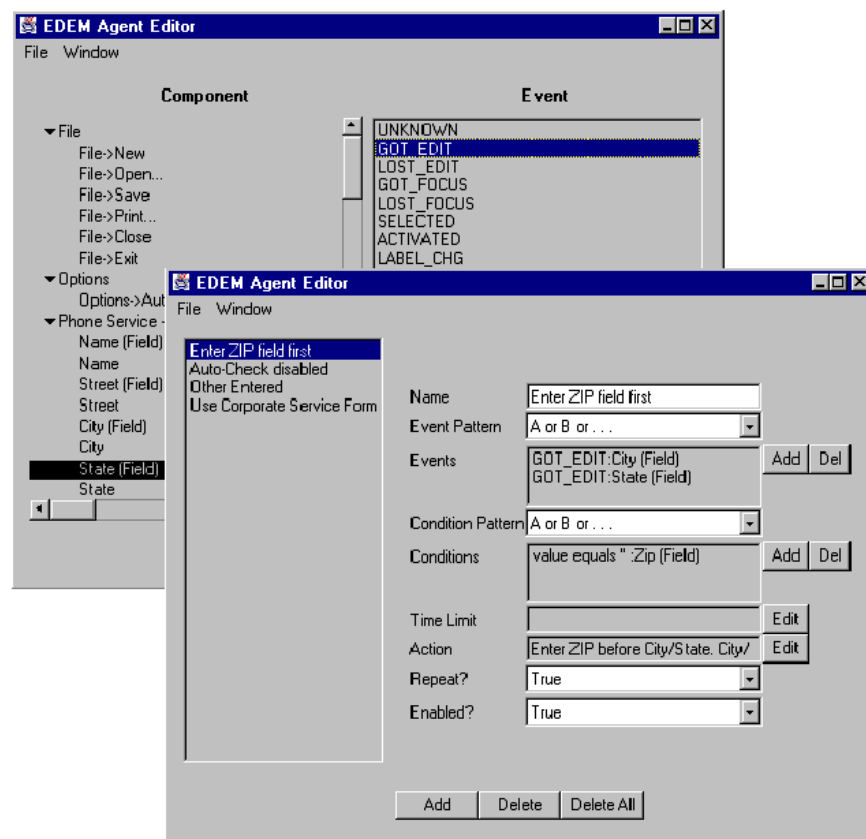 EDEM Agent Editor
File Window
Component
Event
File
File->New
File->Open...
File->Save
File->Print...
File->Close
File->Exit
Options
Options->Aut
Phone Service -
Name (Field)
Name
Street (Field)
Street
City (Field)
City
State (Field)
State
UNKNOWN
GOT_EDIT
LOST_EDIT
GOT_FOCUS
LOST_FOCUS
SELECTED
ACTIVATED
LABEL_CHG
EDEM Agent Editor
File Window
Enter ZIP field first
Auto-Check disabled
Other Entered
Use Corporate Service Form
Name Enter ZIP field first
Event Pattern A or B or . . .
Events GOT_EDIT:City (Field) Add Del
GOT_EDIT:State (Field)
Condition Pattern A or B or . . .
Conditions value equals " :Zip (Field) Add Del
Time Limit Edit
Action Enter ZIP before City/State. City/ Edit
Repeat? True
Enabled? True
Add Delete Delete All